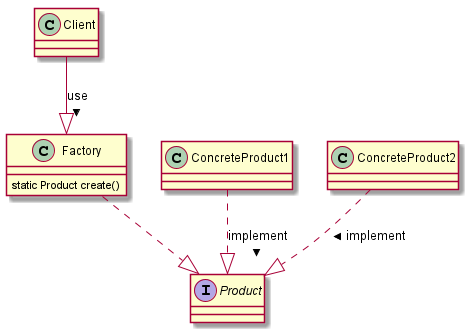 C Client
use
C Factory
static Product create()
C ConcreteProduct1
C ConcreteProduct2
implement
implement
I Product